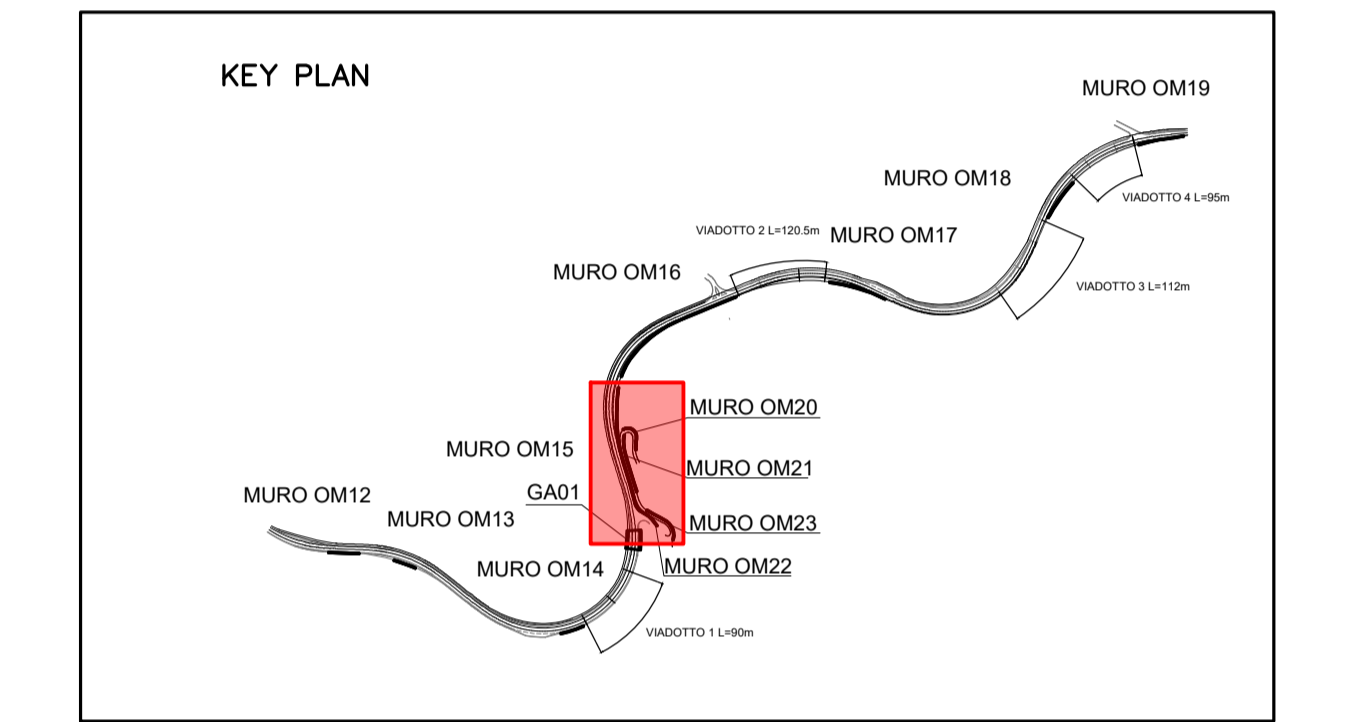 KEY PLAN
MURO OM19
MURO OM18
VIADOTTO 4 L=95m
VIADOTTO 2 L=120.5m
MURO OM17
MURO OM16
VIADOTTO 3 L=112m
MURO OM20
MURO OM15
MURO OM21
GA01
MURO OM12
MURO OM13
MURO OM23
MURO OM14
MURO OM22
VIADOTTO 1 L=90m